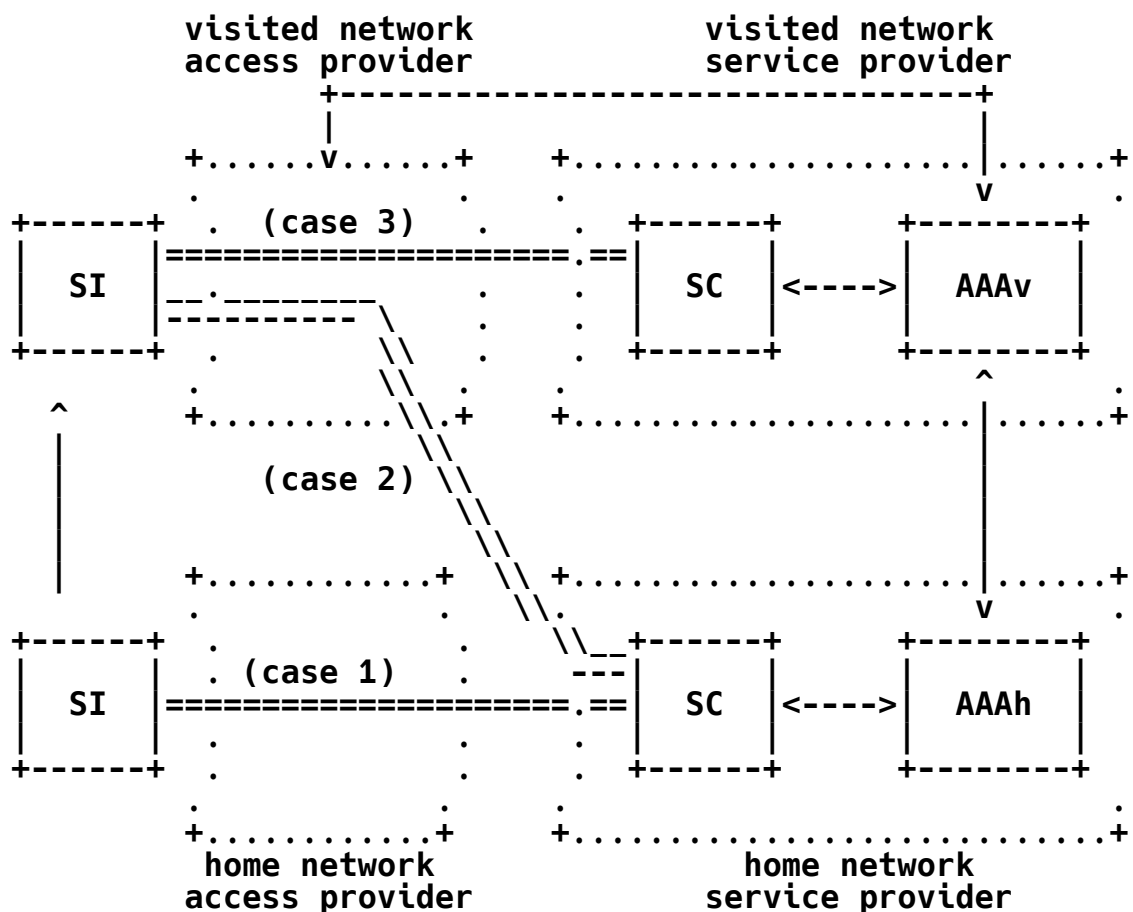 visited network visited network
access provider service provider
(case 3)
SI SC <----> AAAv
(case 2)
(case 1)
SI SC <----> AAAh
home network home network
access provider service provider